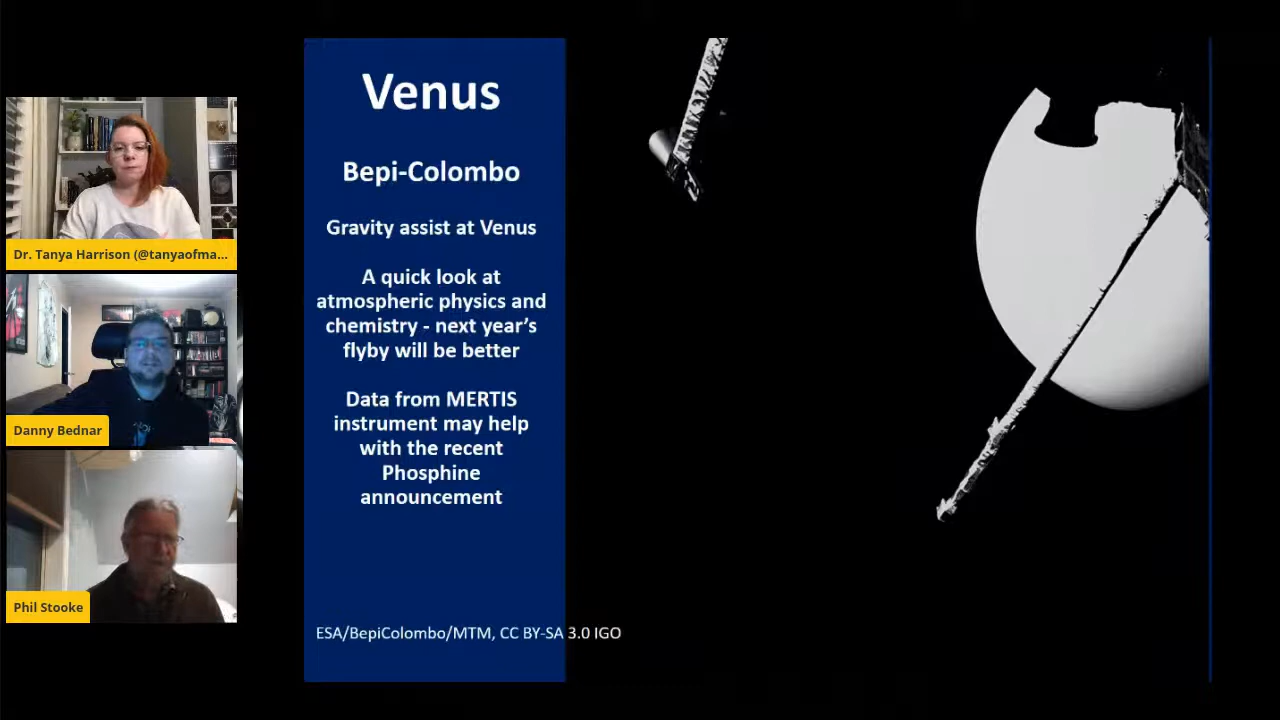 Venus
Bepi-Colombo
Gravity assist at Venus
A quick look at
atmospheric physics and
chemistry - next year's
flyby will be better
Data from MERTIS
instrument may help
with the recent
Phosphine
announcement
ESA/BepiColombo/MTM, CC BY-SA 3.0 IGO
Dr. Tanya Harrison (@tanyaofma...
Danny Bednar
Phil Stooke